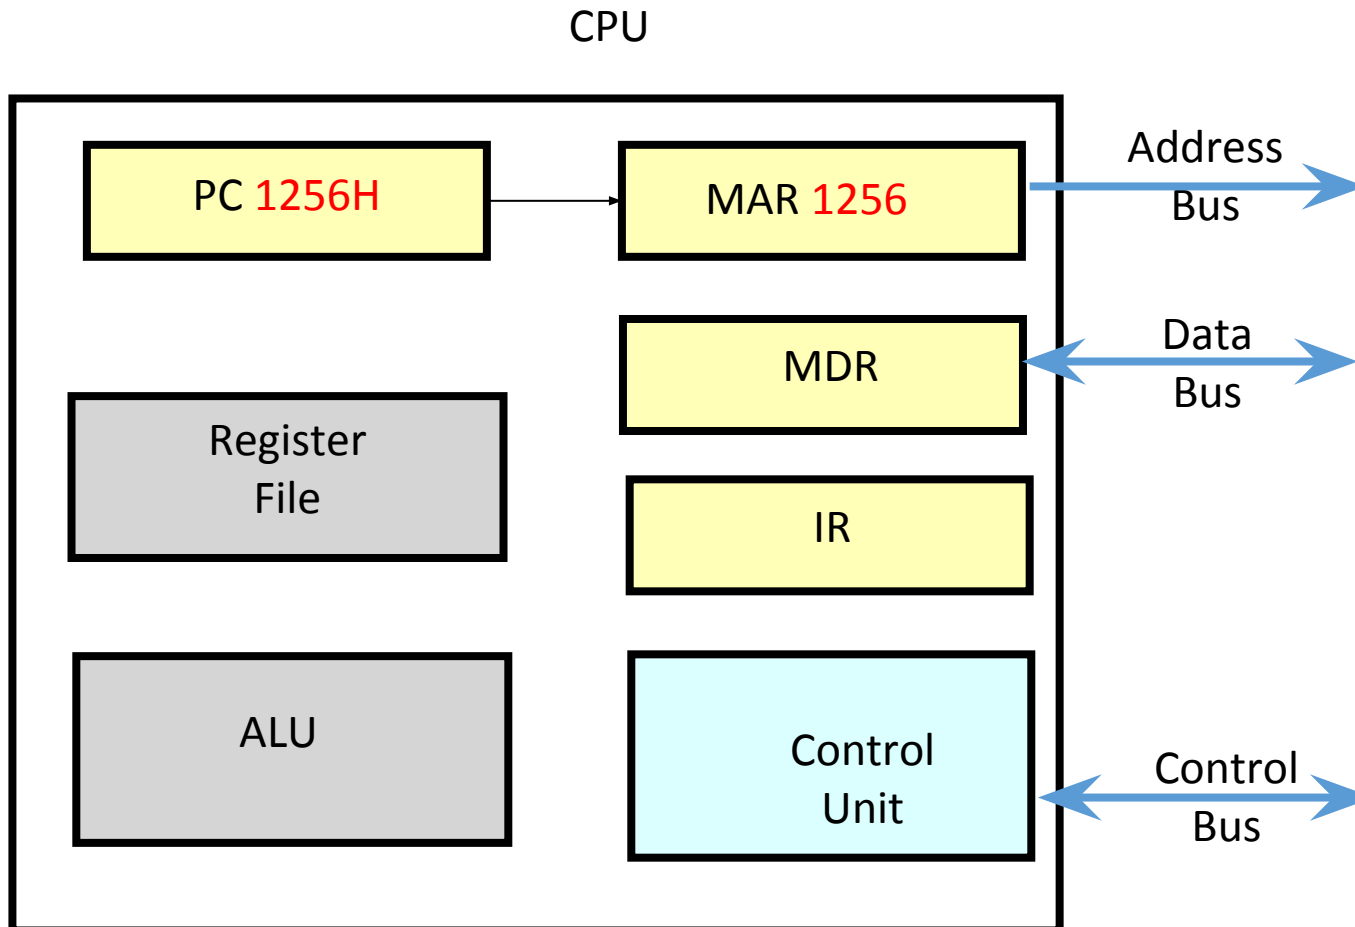 CPU
PC 1256H
MAR 1256
Address
Bus
MDR
Data
Bus
Register
File
IR
ALU
Control
Unit
Control
Bus